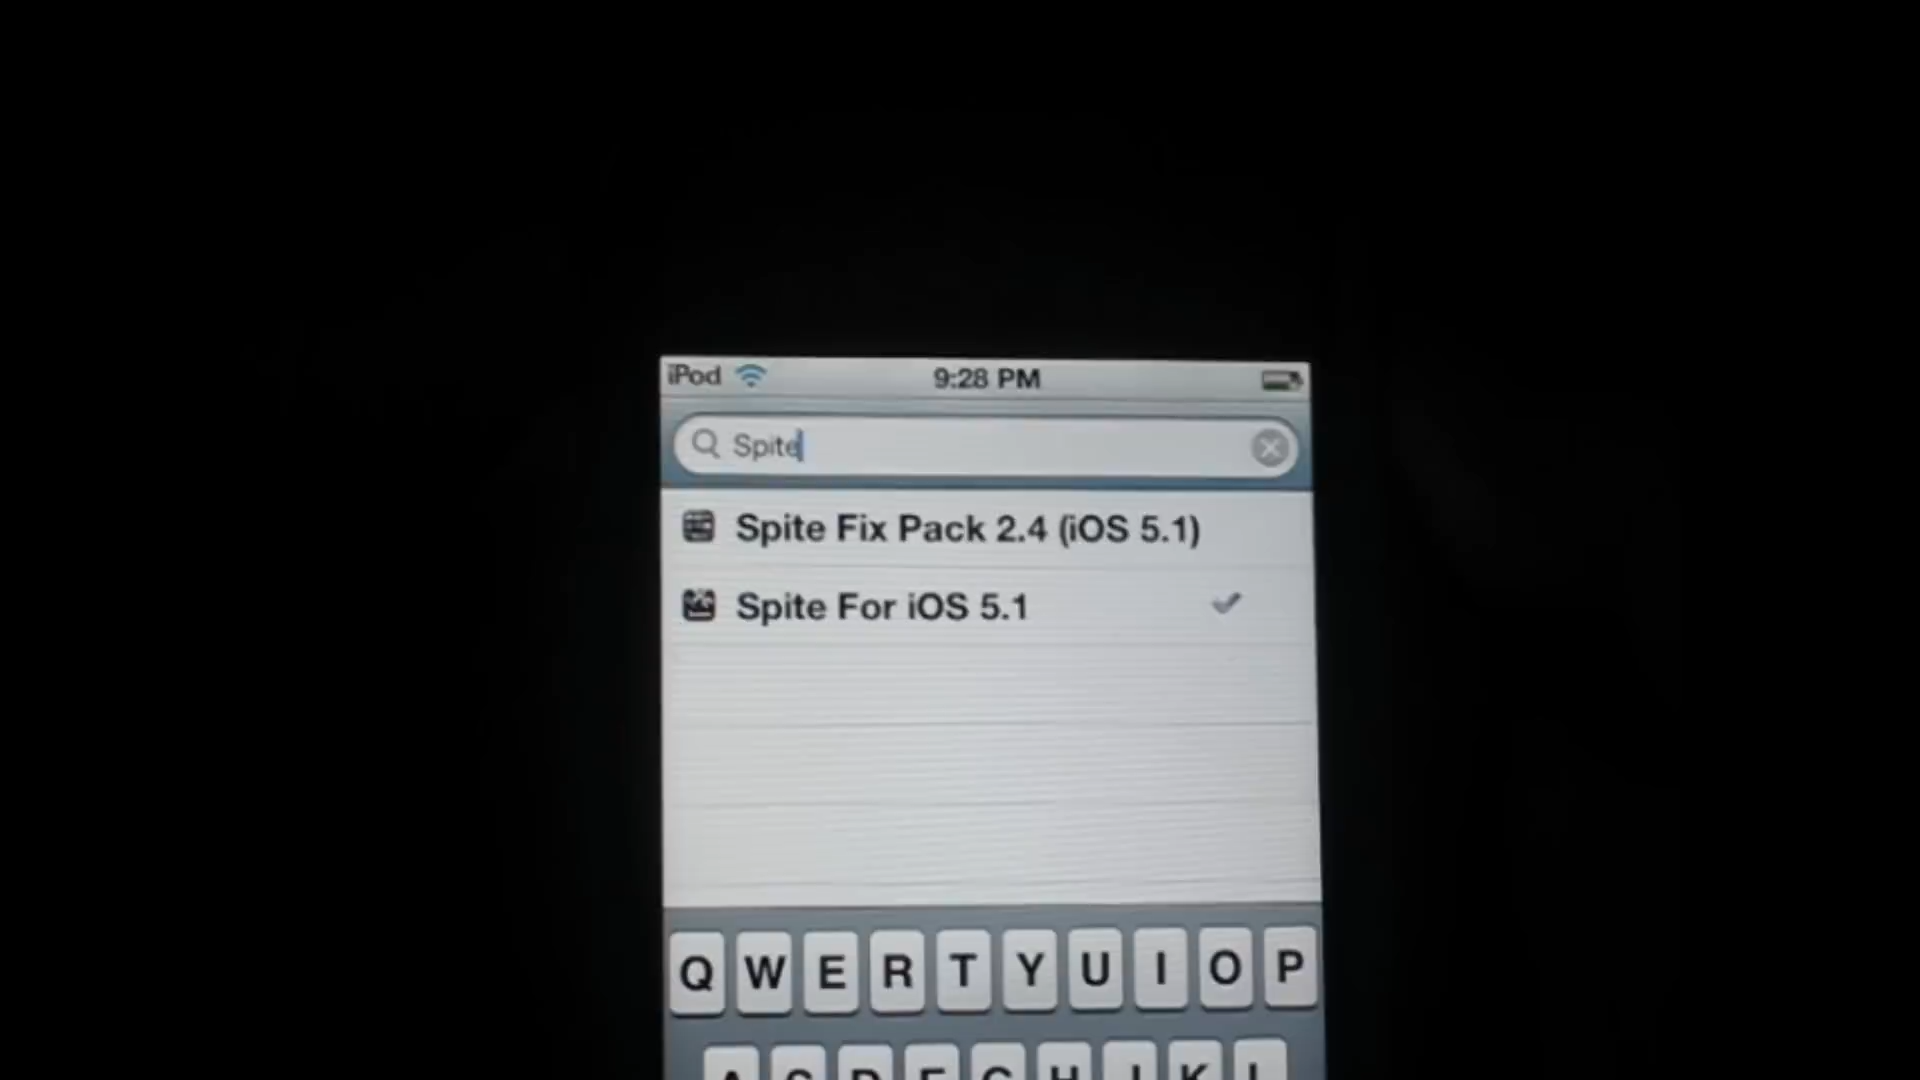 iPod 9:28 PM
Spite
Spite Fix Pack 2.4 (iOS 5.1)
Spite For iOS 5.1
Q W E R T Y U I O P
A S D F G H J K L